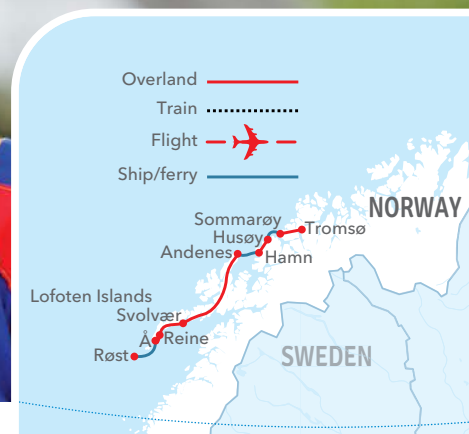 Overland
Train
Flight
Ship/ferry
NORWAY
Sommarøy
Tromsø
Husøy
Andenes
Hamn
Lofoten Islands
Svolvær
Reine
Å
Røst
SWEDEN